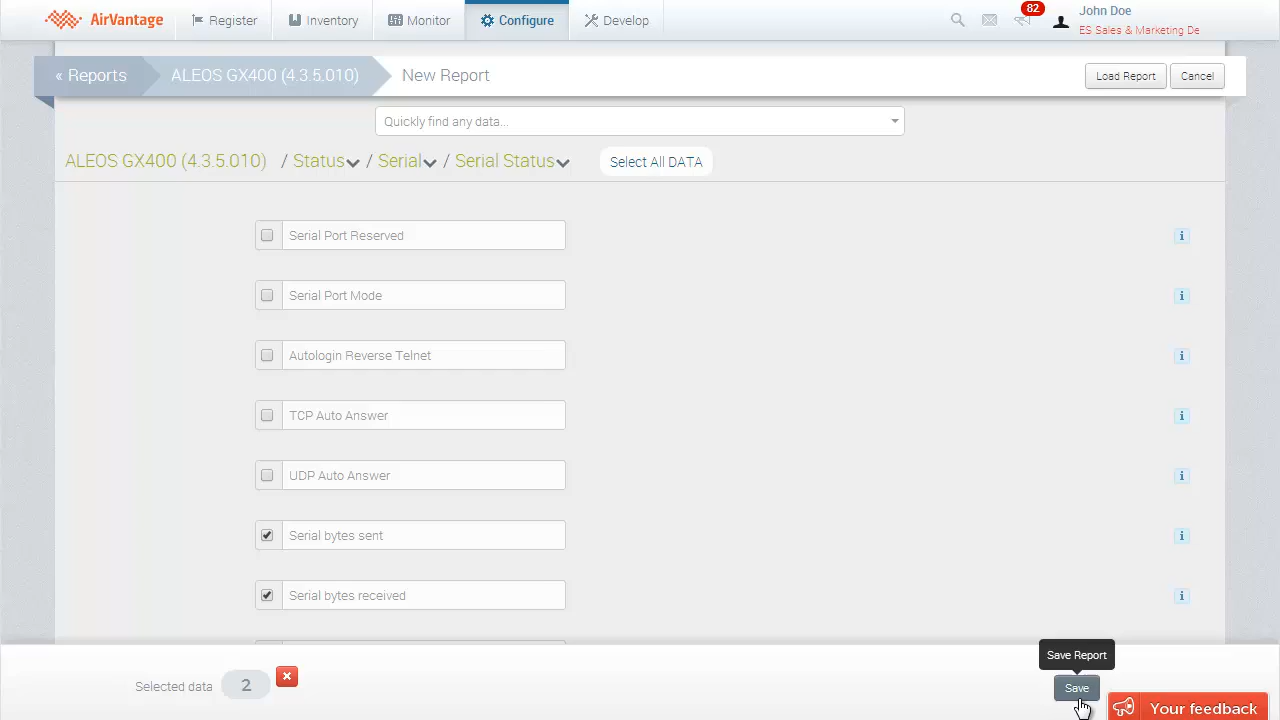 AirVantage Register Inventory Monitor Configure Develop 82 John Doe
ES Sales & Marketing De
« Reports ALEOS GX400 (4.3.5.010) New Report Load Report Cancel
Quickly find any data...
ALEOS GX400 (4.3.5.010) / Status / Serial / Serial Status Select All DATA
Serial Port Reserved i
Serial Port Mode i
Autologin Reverse Telnet i
TCP Auto Answer i
UDP Auto Answer i
Serial bytes sent i
Serial bytes received i
Save Report
Selected data 2 Save
Your feedback